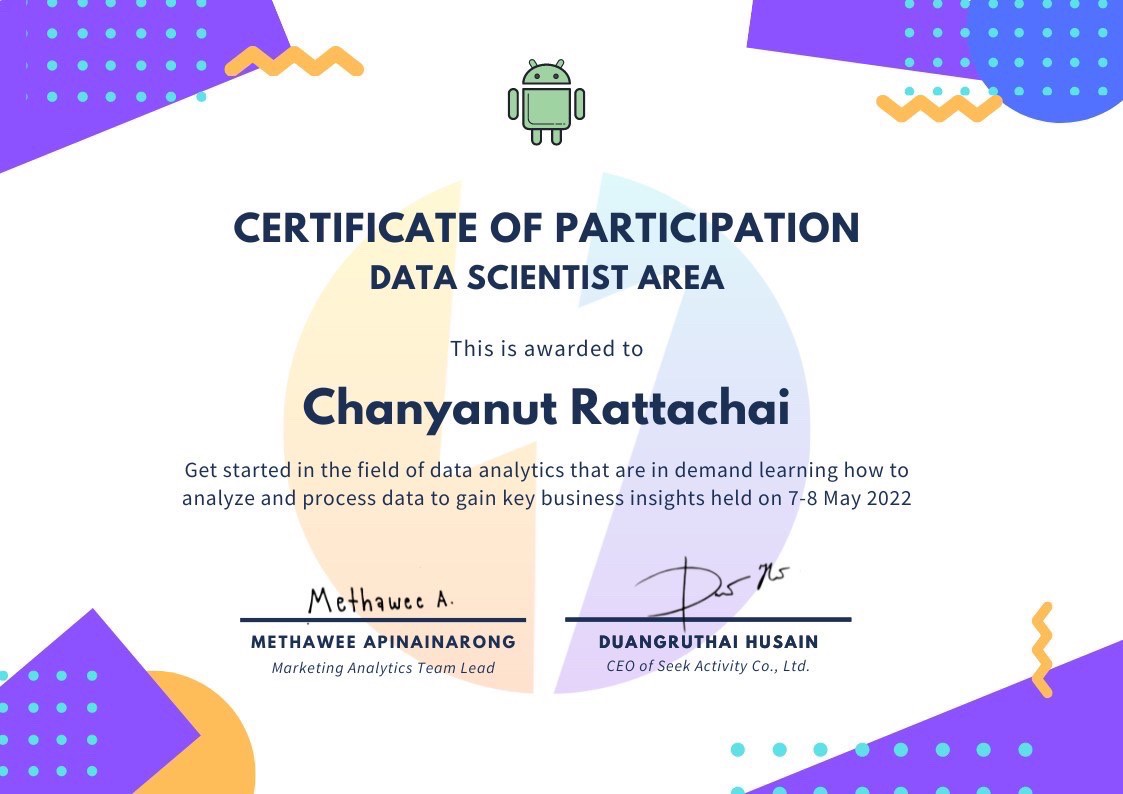 CERTIFICATE OF PARTICIPATION
DATA SCIENTIST AREA
This is awarded to
Chanyanut Rattachai
Get started in the field of data analytics that are in demand learning how to
analyze and process data to gain key business insights held on 7-8 May 2022
Methawee A.
METHAWEE APINAINARONG
Marketing Analytics Team Lead
DUANGRUTHAI HUSAIN
CEO of Seek Activity Co., Ltd.